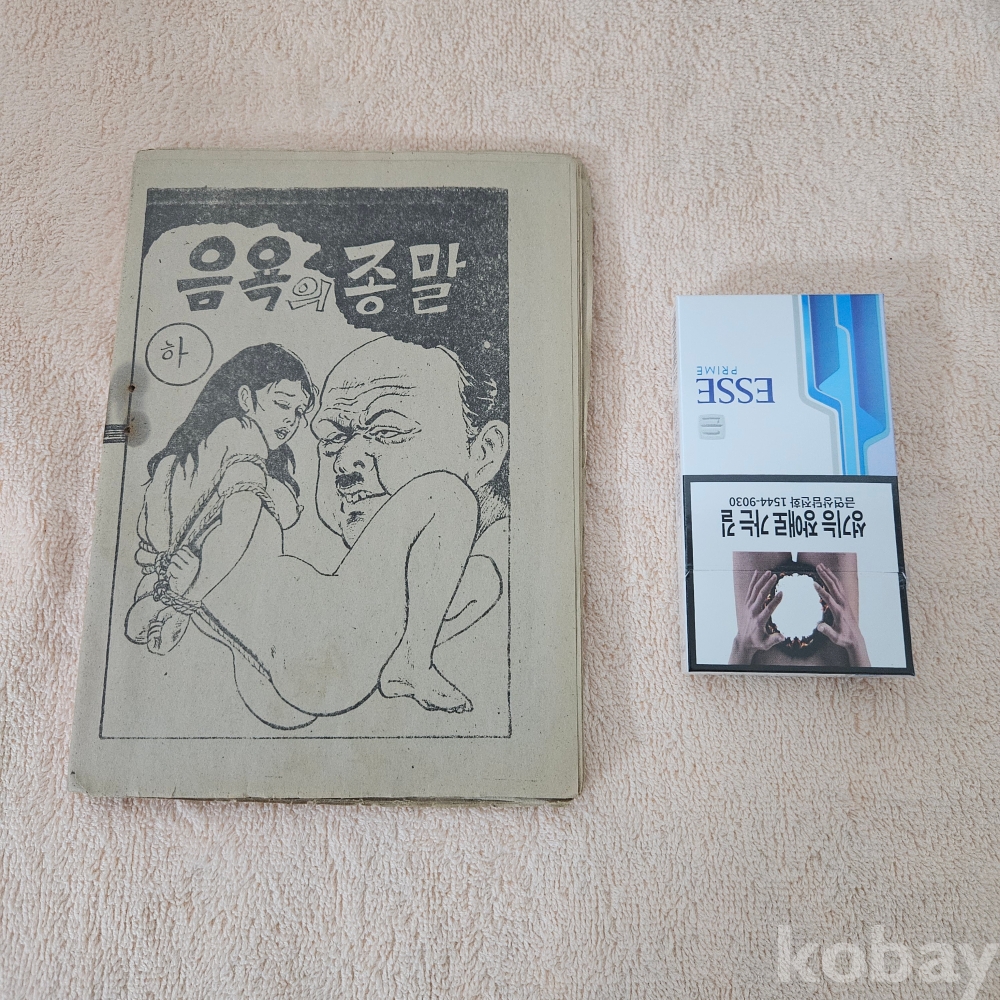 음욕의 종말
하
ESSE
PRIME
성기능 장애로 가는 길
금연상담전화 1544-9030
kobay